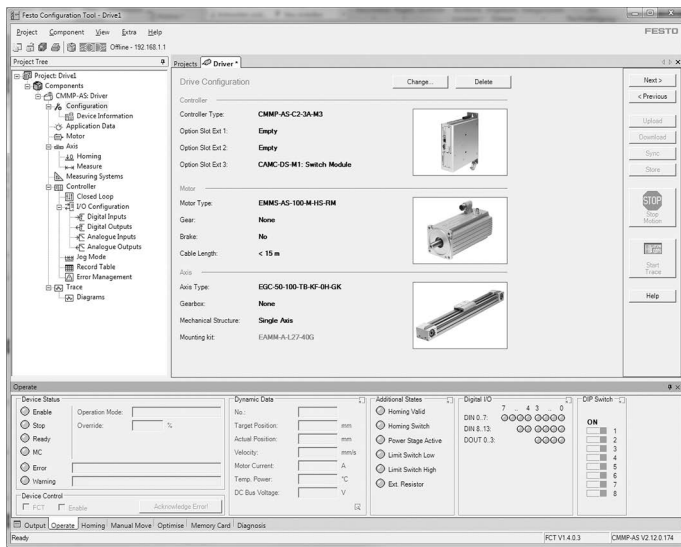 Festo Configuration Tool - Drive1
Project Component View Extra Help
FESTO
Offline - 192.168.1.1
Project Tree
Projects Driver *
Project: Drive1
Components
CMMP-AS: Driver
Configuration
Device Information
Application Data
Motor
Axis
Homing
Measure
Measuring Systems
Controller
Closed Loop
I/O Configuration
Digital Inputs
Digital Outputs
Analogue Inputs
Analogue Outputs
Jog Mode
Record Table
Error Management
Trace
Diagrams
Drive Configuration
Change...
Delete
Controller
Controller Type: CMMP-AS-C2-3A-M3
Option Slot Ext 1: Empty
Option Slot Ext 2: Empty
Option Slot Ext 3: CAMC-DS-M1: Switch Module
Motor
Motor Type: EMMS-AS-100-M-HS-RM
Gear: None
Brake: No
Cable Length: < 15 m
Axis
Axis Type: EGC-50-100-TB-KF-0H-GK
Gearbox: None
Mechanical Structure: Single Axis
Mounting kit: EAMM-A-L27-40G
Next >
< Previous
Upload
Download
Sync
Store
STOP
Stop
Motion
Start
Trace
Help
Operate
Device Status
Enable
Stop
Ready
MC
Error
Warning
Operation Mode:
Override: %
Device Control
FCT Enable Acknowledge Error!
Dynamic Data
No.:
Target Position: mm
Actual Position: mm
Velocity: mm/s
Motor Current: A
Temp. Power: °C
DC Bus Voltage: V
Additional States
Homing Valid
Homing Switch
Power Stage Active
Limit Switch Low
Limit Switch High
Ext. Resistor
Digital I/O
7 .. 4 3 .. 0
DIN 0..7:
DIN 8..13:
DOUT 0..3:
DIP Switch
ON
1
2
3
4
5
6
7
8
Output Operate Homing Manual Move Optimise Memory Card Diagnosis
Ready
FCT V1.4.0.3 CMMP-AS V2.12.0.174